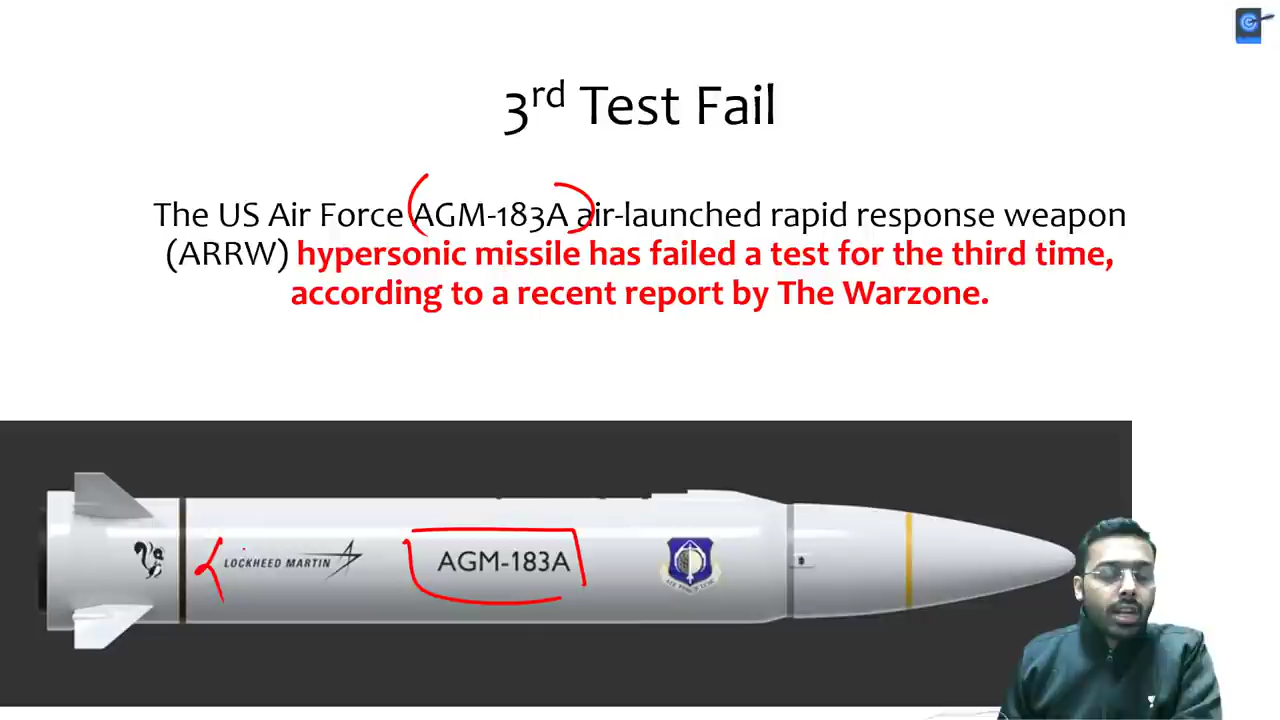 3rd Test Fail
The US Air Force AGM-183A air-launched rapid response weapon
(ARRW) hypersonic missile has failed a test for the third time,
according to a recent report by The Warzone.
LOCKHEED MARTIN
AGM-183A